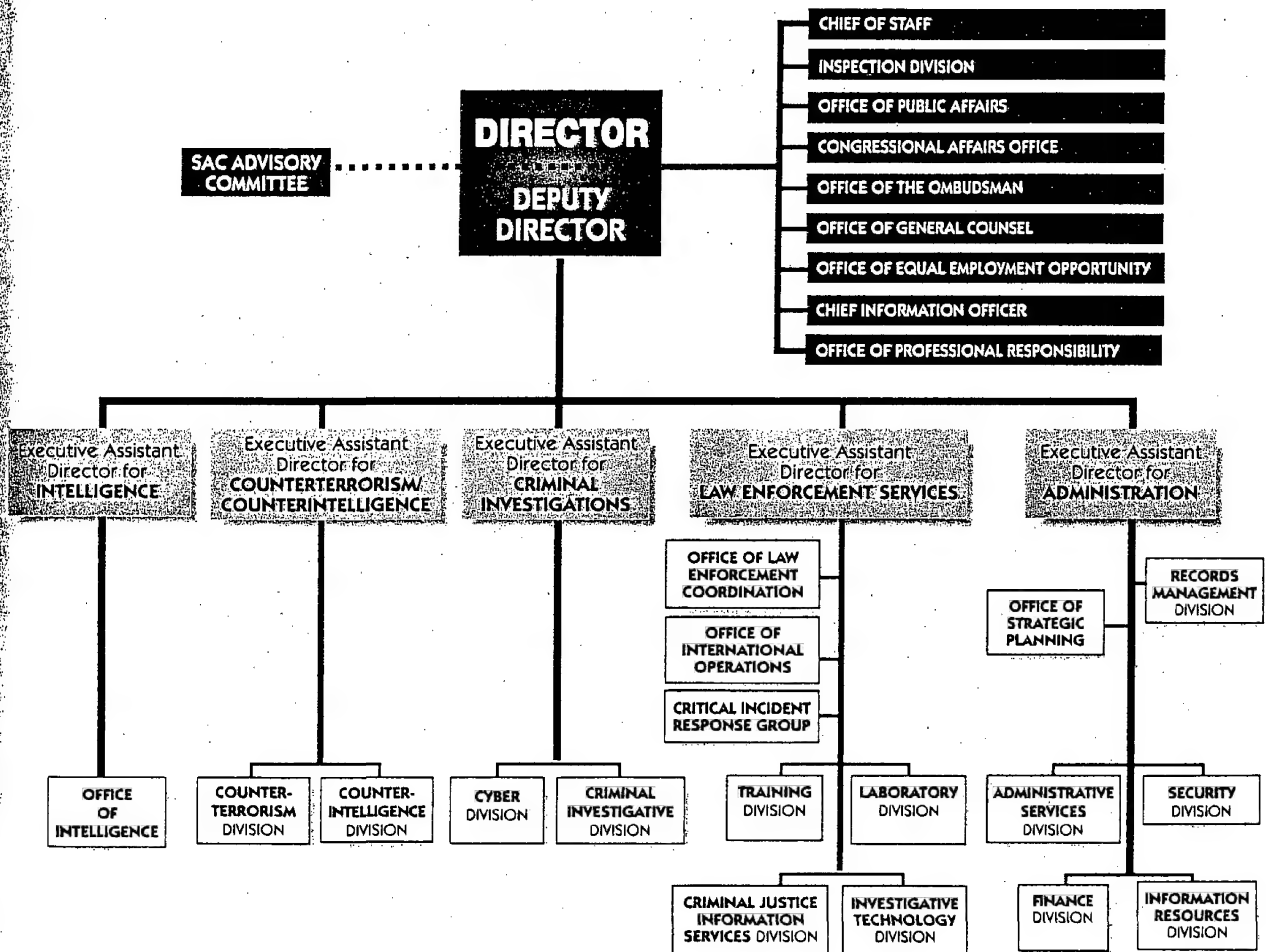 CHIEF OF STAFF
INSPECTION DIVISION
OFFICE OF PUBLIC AFFAIRS
CONGRESSIONAL AFFAIRS OFFICE
OFFICE OF THE OMBUDSMAN
OFFICE OF GENERAL COUNSEL
OFFICE OF EQUAL EMPLOYMENT OPPORTUNITY
CHIEF INFORMATION OFFICER
OFFICE OF PROFESSIONAL RESPONSIBILITY
DIRECTOR
DEPUTY
DIRECTOR
SAC ADVISORY
COMMITTEE
Executive Assistant
Director for
INTELLIGENCE
Executive Assistant
Director for
COUNTERTERRORISM/
COUNTERINTELLIGENCE
Executive Assistant
Director for
CRIMINAL
INVESTIGATIONS
Executive Assistant
Director for
LAW ENFORCEMENT SERVICES
Executive Assistant
Director for
ADMINISTRATION
OFFICE OF LAW
ENFORCEMENT
COORDINATION
OFFICE OF
INTERNATIONAL
OPERATIONS
CRITICAL INCIDENT
RESPONSE GROUP
RECORDS
MANAGEMENT
DIVISION
OFFICE OF
STRATEGIC
PLANNING
OFFICE
OF
INTELLIGENCE
COUNTER-
TERRORISM
DIVISION
COUNTER-
INTELLIGENCE
DIVISION
CYBER
DIVISION
CRIMINAL
INVESTIGATIVE
DIVISION
TRAINING
DIVISION
LABORATORY
DIVISION
ADMINISTRATIVE
SERVICES
DIVISION
SECURITY
DIVISION
CRIMINAL JUSTICE
INFORMATION
SERVICES DIVISION
INVESTIGATIVE
TECHNOLOGY
DIVISION
FINANCE
DIVISION
INFORMATION
RESOURCES
DIVISION